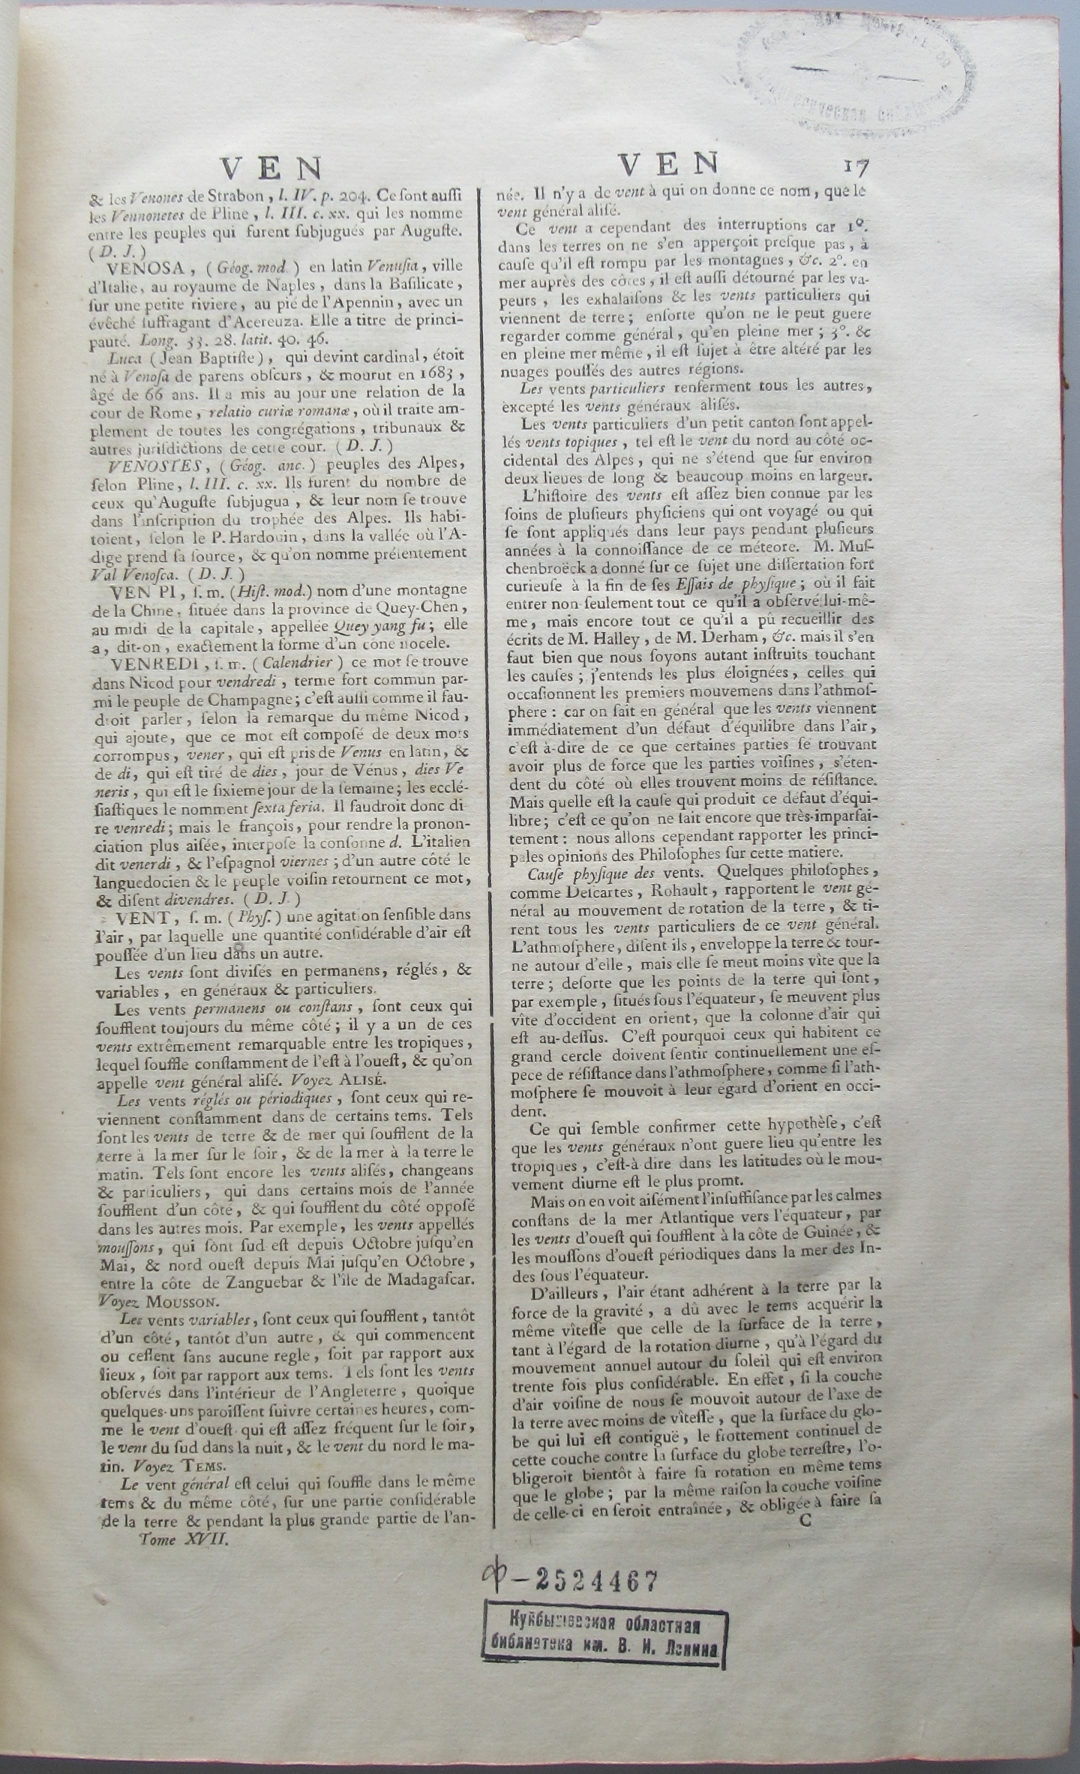 VEN
& les Venones de Strabon, l. IV. p. 204. Ce sont aussi
les Vennonetes de Pline, l. III. c. xx. qui les nomme
entre les peuples qui furent subjugués par Auguste.
(D. J.)
VENOSA, (Géog. mod.) en latin Venusia, ville
d'Italie, au royaume de Naples, dans la Basilicate,
sur une petite riviere, au pié de l'Apennin, avec un
évêché suffragant d'Acereuza. Elle a titre de princi-
pauté. Long. 33. 28. latit. 40. 46.
Luca (Jean Baptiste), qui devint cardinal, étoit
né à Venosa de parens obscurs, & mourut en 1683,
âgé de 66 ans. Il a mis au jour une relation de la
cour de Rome, relatio curiæ romanæ, où il traite am-
plement de toutes les congrégations, tribunaux &
autres jurisdictions de cette cour. (D. J.)
VENOSTES, (Géog. anc.) peuples des Alpes,
selon Pline, l. III. c. xx. Ils furent du nombre de
ceux qu'Auguste subjugua, & leur nom se trouve
dans l'inscription du trophée des Alpes. Ils habi-
toient, selon le P. Hardouin, dans la vallée où l'A-
dige prend sa source, & qu'on nomme présentement
Val Venosca. (D. J.)
VEN PI, s. m. (Hist. mod.) nom d'une montagne
de la Chine, située dans la province de Quey-Chen,
au midi de la capitale, appellée Quey yang fu; elle
a, dit-on, exactement la forme d'un cône
VENREDI, s. m. (Calendrier) ce mot se trouve
dans Nicod pour vendredi, terme fort commun par-
mi le peuple de Champagne; c'est aussi comme il fau-
droit parler, selon la remarque du même Nicod,
qui ajoute, que ce mot est composé de deux mots
corrompus, vener, qui est pris de Venus en latin, &
de di, qui est tiré de dies, jour de Vénus, dies Ve
neris, qui est le sixieme jour de la semaine; les ecclé-
siastiques le nomment sexta feria. Il faudroit donc di
re venredi; mais le françois, pour rendre la pronon-
ciation plus aisée, interpose la consonne d. L'italien
dit venerdi, & l'espagnol viernes; d'un autre côté le
languedocien & le peuple voisin retournent ce mot,
& disent divendres. (D. J.)
VENT, s. m. (Phys.) une agitation sensible dans
l'air, par laquelle une quantité considérable d'air est
poussée d'un lieu dans un autre.
Les vents sont divisés en permanens, réglés, &
variables, en généraux & particuliers.
Les vents permanens ou constans, sont ceux qui
soufflent toujours du même côté; il y a un de ces
vents extrêmement remarquable entre les tropiques,
lequel souffle constamment de l'est à l'ouest, & qu'on
appelle vent général alisé. Voyez ALISÉ.
Les vents réglés ou périodiques, sont ceux qui re-
viennent constamment dans de certains tems. Tels
sont les vents de terre & de mer qui soufflent de la
terre à la mer sur le soir, & de la mer à la terre le
matin. Tels sont encore les vents alisés, changeans
& particuliers, qui dans certains mois de l'année
soufflent d'un côté, & qui soufflent du côté opposé
dans les autres mois. Par exemple, les vents appellés
moussons, qui sont sud est depuis Octobre jusqu'en
Mai, & nord ouest depuis Mai jusqu'en Octobre,
entre la côte de Zanguebar & l'île de Madagascar.
Voyez MOUSSON.
Les vents variables, sont ceux qui soufflent, tantôt
d'un côté, tantôt d'un autre, & qui commencent
ou cessent sans aucune regle, soit par rapport aux
lieux, soit par rapport aux tems. Tels sont les vents
observés dans l'intérieur de l'Angleterre, quoique
quelques-uns paroissent suivre certaines heures, com-
me le vent d'ouest qui est assez fréquent sur le soir,
le vent du sud dans la nuit, & le vent du nord le ma-
tin. Voyez TEMS.
Le vent général est celui qui souffle dans le même
tems & du même côté, sur une partie considérable
de la terre & pendant la plus grande partie de l'an-
Tome XVII.
VEN 17
née. Il n'y a de vent à qui on donne ce nom, que le
vent général alisé.
Ce vent a cependant des interruptions car 1°.
dans les terres on ne s'en apperçoit presque pas, à
cause qu'il est rompu par les montagnes, &c. 2°. en
mer auprès des côtes, il est aussi détourné par les va-
peurs, les exhalaisons & les vents particuliers qui
viennent de terre; ensorte qu'on ne le peut guere
regarder comme général, qu'en pleine mer; 3°. &
en pleine mer même, il est sujet à être altéré par les
nuages poussés des autres régions.
Les vents particuliers renferment tous les autres,
excepté les vents généraux alisés.
Les vents particuliers d'un petit canton sont appel-
lés vents topiques, tel est le vent du nord au côté oc-
cidental des Alpes, qui ne s'étend que sur environ
deux lieues de long & beaucoup moins en largeur.
L'histoire des vents est assez bien connue par les
soins de plusieurs physiciens qui ont voyagé ou qui
se sont appliqués dans leur pays pendant plusieurs
années à la connoissance de ce méteore. M. Mus-
chenbroëck a donné sur ce sujet une dissertation fort
curieuse à la fin de ses Essais de physique; où il fait
entrer non-seulement tout ce qu'il a observé lui-mê-
me, mais encore tout ce qu'il a pû recueillir des
écrits de M. Halley, de M. Derham, &c. mais il s'en
faut bien que nous soyons autant instruits touchant
les causes; j'entends les plus éloignées, celles qui
occasionnent les premiers mouvemens dans l'athmos-
phere: car on sait en général que les vents viennent
immédiatement d'un défaut d'équilibre dans l'air,
c'est à-dire de ce que certaines parties se trouvant
avoir plus de force que les parties voisines, s'éten-
dent du côté où elles trouvent moins de résistance.
Mais quelle est la cause qui produit ce défaut d'équi-
libre; c'est ce qu'on ne sait encore que très-imparfai-
tement: nous allons cependant rapporter les princi-
pales opinions des Philosophes sur cette matiere.
Cause physique des vents. Quelques philosophes,
comme Descartes, Rohault, rapportent le vent gé-
néral au mouvement de rotation de la terre, & ti-
rent tous les vents particuliers de ce vent général.
L'athmosphere, disent ils, enveloppe la terre & tour-
ne autour d'elle, mais elle se meut moins vîte que la
terre; desorte que les points de la terre qui sont,
par exemple, situés sous l'équateur, se meuvent plus
vîte d'occident en orient, que la colonne d'air qui
est au-dessus. C'est pourquoi ceux qui habitent ce
grand cercle doivent sentir continuellement une es-
pece de résistance dans l'athmosphere, comme si l'ath-
mosphere se mouvoit à leur égard d'orient en occi-
dent.
Ce qui semble confirmer cette hypothèse, c'est
que les vents généraux n'ont guere lieu qu'entre les
tropiques, c'est-à dire dans les latitudes où le mou-
vement diurne est le plus promt.
Mais on en voit aisément l'insuffisance par les calmes
constans de la mer Atlantique vers l'équateur, par
les vents d'ouest qui soufflent à la côte de Guinée, &
les moussons d'ouest périodiques dans la mer des In-
des sous l'équateur.
D'ailleurs, l'air étant adhérent à la terre par la
force de la gravité, a dû avec le tems acquérir la
même vîtesse que celle de la surface de la terre,
tant à l'égard de la rotation diurne, qu'à l'égard du
mouvement annuel autour du soleil qui est environ
trente fois plus considérable. En effet, si la couche
d'air voisine de nous se mouvoit autour de l'axe de
la terre avec moins de vîtesse, que la surface du glo-
be qui lui est contiguë, le frottement continuel de
cette couche contre la surface du globe terrestre, l'o-
bligeroit bientôt à faire sa rotation en même tems
que le globe; par la même raison la couche voisine
de celle-ci en seroit entraînée, & obligée à faire sa
C
ф-2524467
Куйбышевская областная
библиотека им. В. И. Ленина